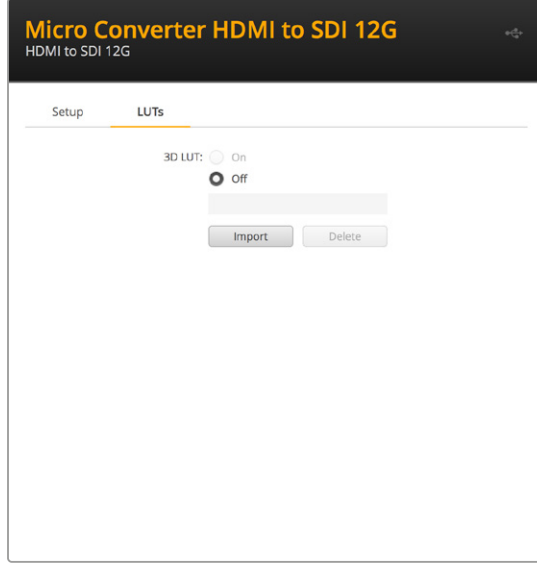 Micro Converter HDMI to SDI 12G
HDMI to SDI 12G
Setup LUTs
3D LUT: On
Off
Import Delete